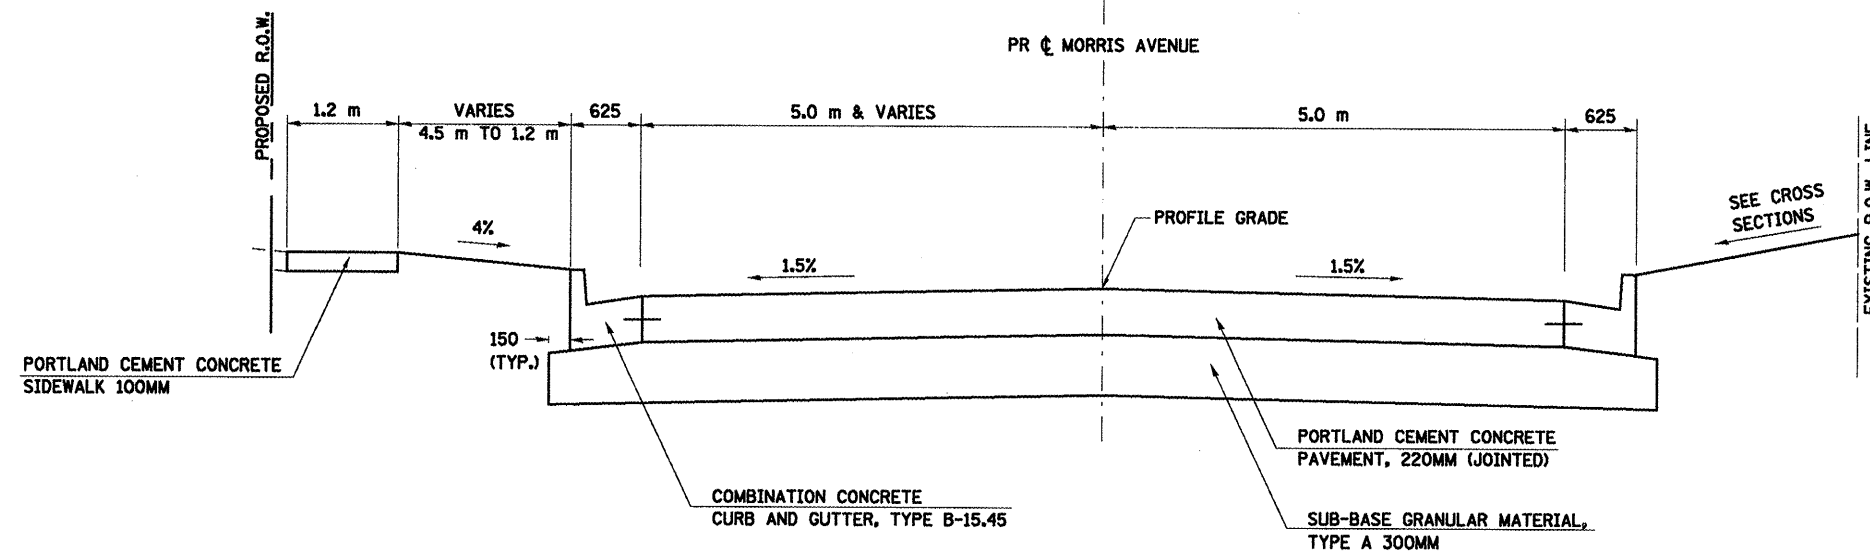 PROPOSED R.O.W.
PR ℄ MORRIS AVENUE
1.2 m
VARIES
4.5 m TO 1.2 m
625
5.0 m & VARIES
5.0 m
625
EXISTING R.O.W. LINE
SEE CROSS
SECTIONS
PROFILE GRADE
4%
1.5%
1.5%
150
(TYP.)
PORTLAND CEMENT CONCRETE
SIDEWALK 100MM
PORTLAND CEMENT CONCRETE
PAVEMENT, 220MM (JOINTED)
COMBINATION CONCRETE
CURB AND GUTTER, TYPE B-15.45
SUB-BASE GRANULAR MATERIAL,
TYPE A 300MM